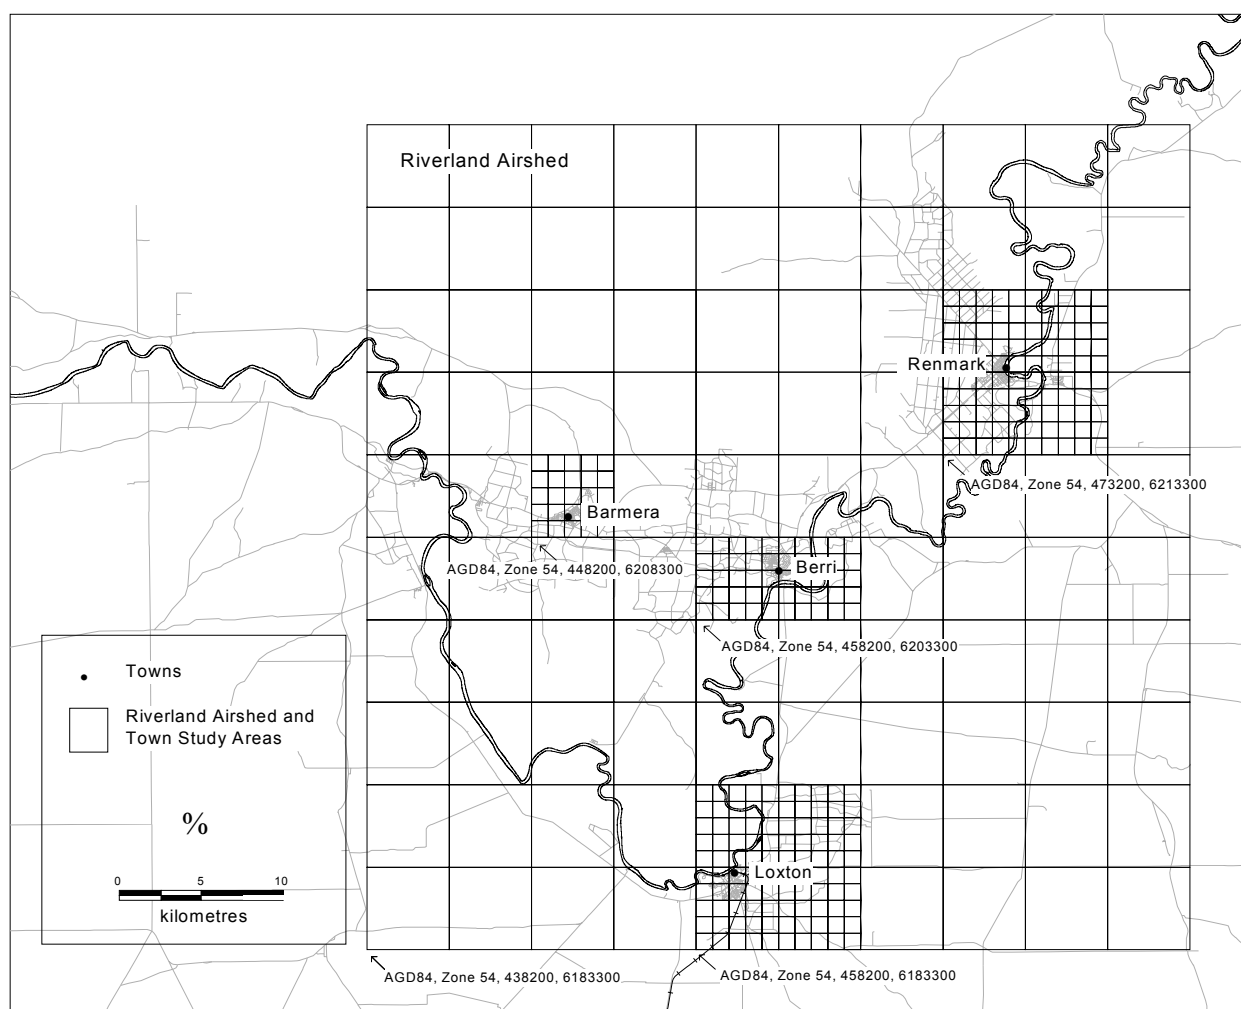 Riverland Airshed
Renmark
AGD84, Zone 54, 473200, 6213300
Barmera
AGD84, Zone 54, 448200, 6208300
Berri
AGD84, Zone 54, 458200, 6203300
Towns
Riverland Airshed and
Town Study Areas
%
0 5 10
kilometres
Loxton
AGD84, Zone 54, 438200, 6183300
AGD84, Zone 54, 458200, 6183300